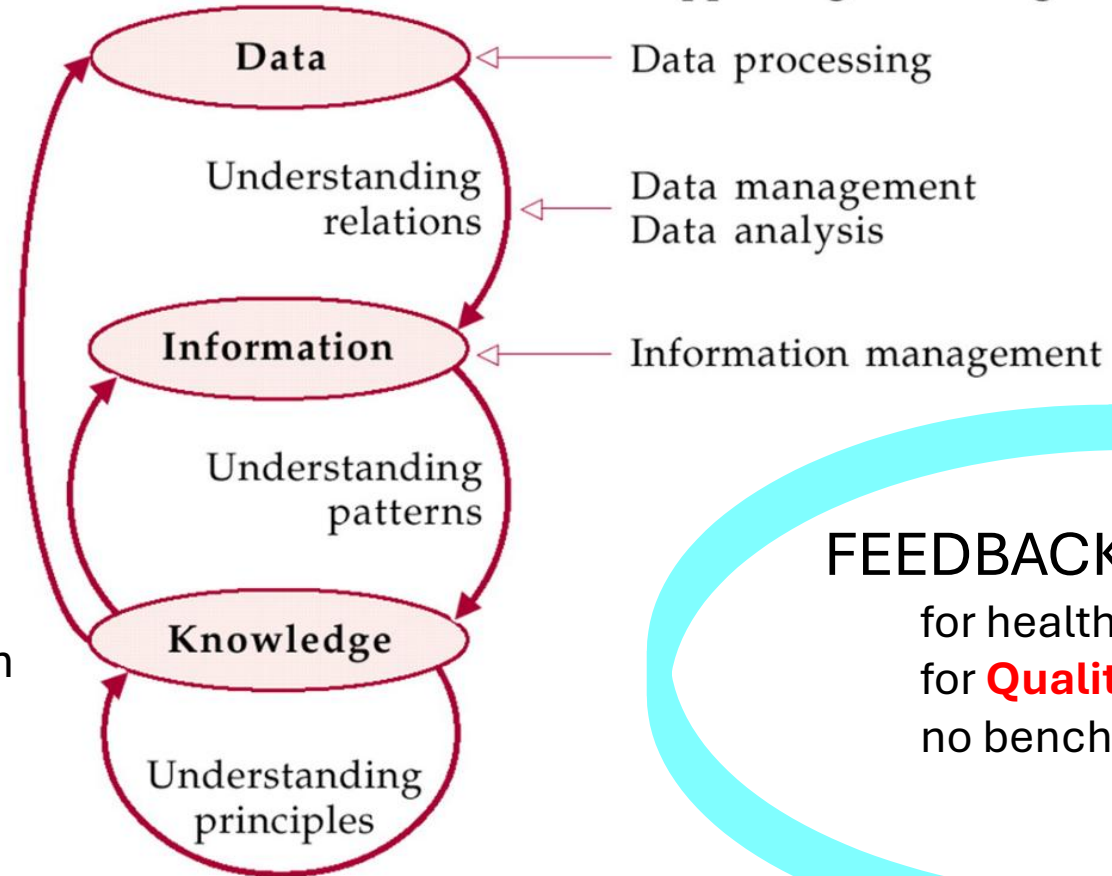 Data
Data processing
Understanding
relations
Data management
Data analysis
Information
Information management
Understanding
patterns
FEEDBACK
for health
for Qualit
no bench
Knowledge
n
Understanding
principles